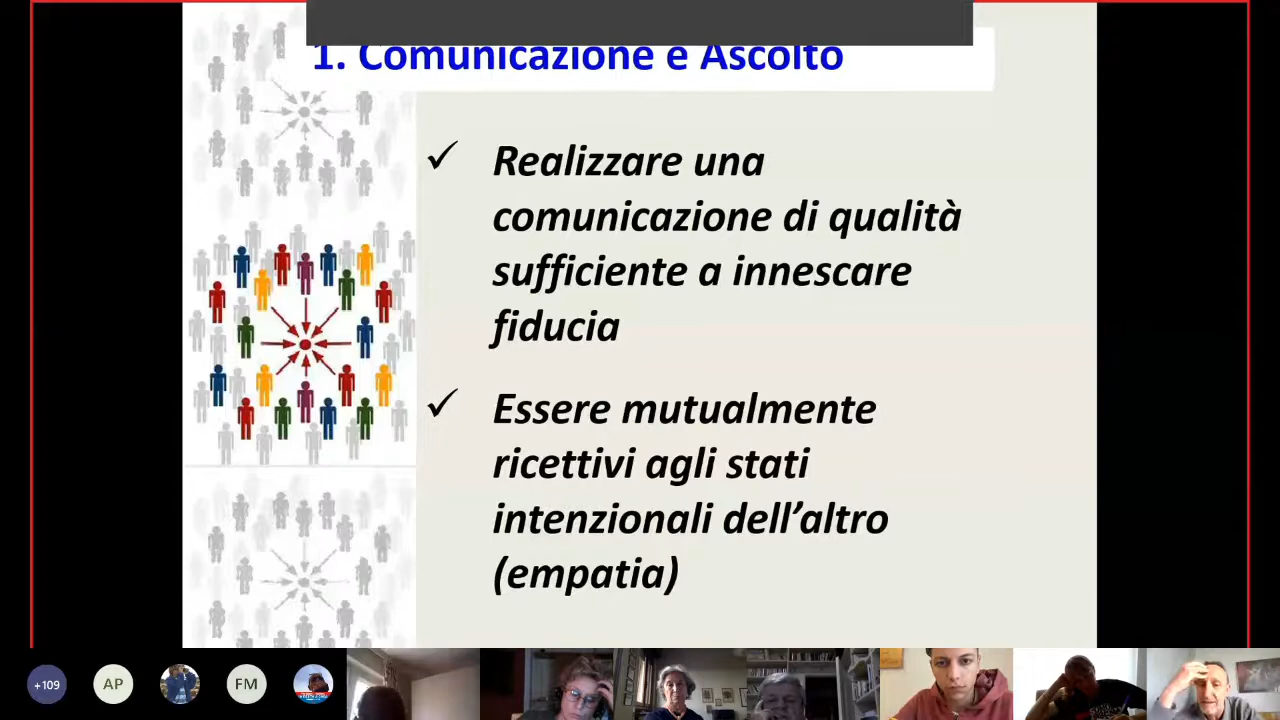 1. Comunicazione e Ascolto
✓ Realizzare una
comunicazione di qualità
sufficiente a innescare
fiducia
✓ Essere mutualmente
ricettivi agli stati
intenzionali dell’altro
(empatia)
+109
AP
FM